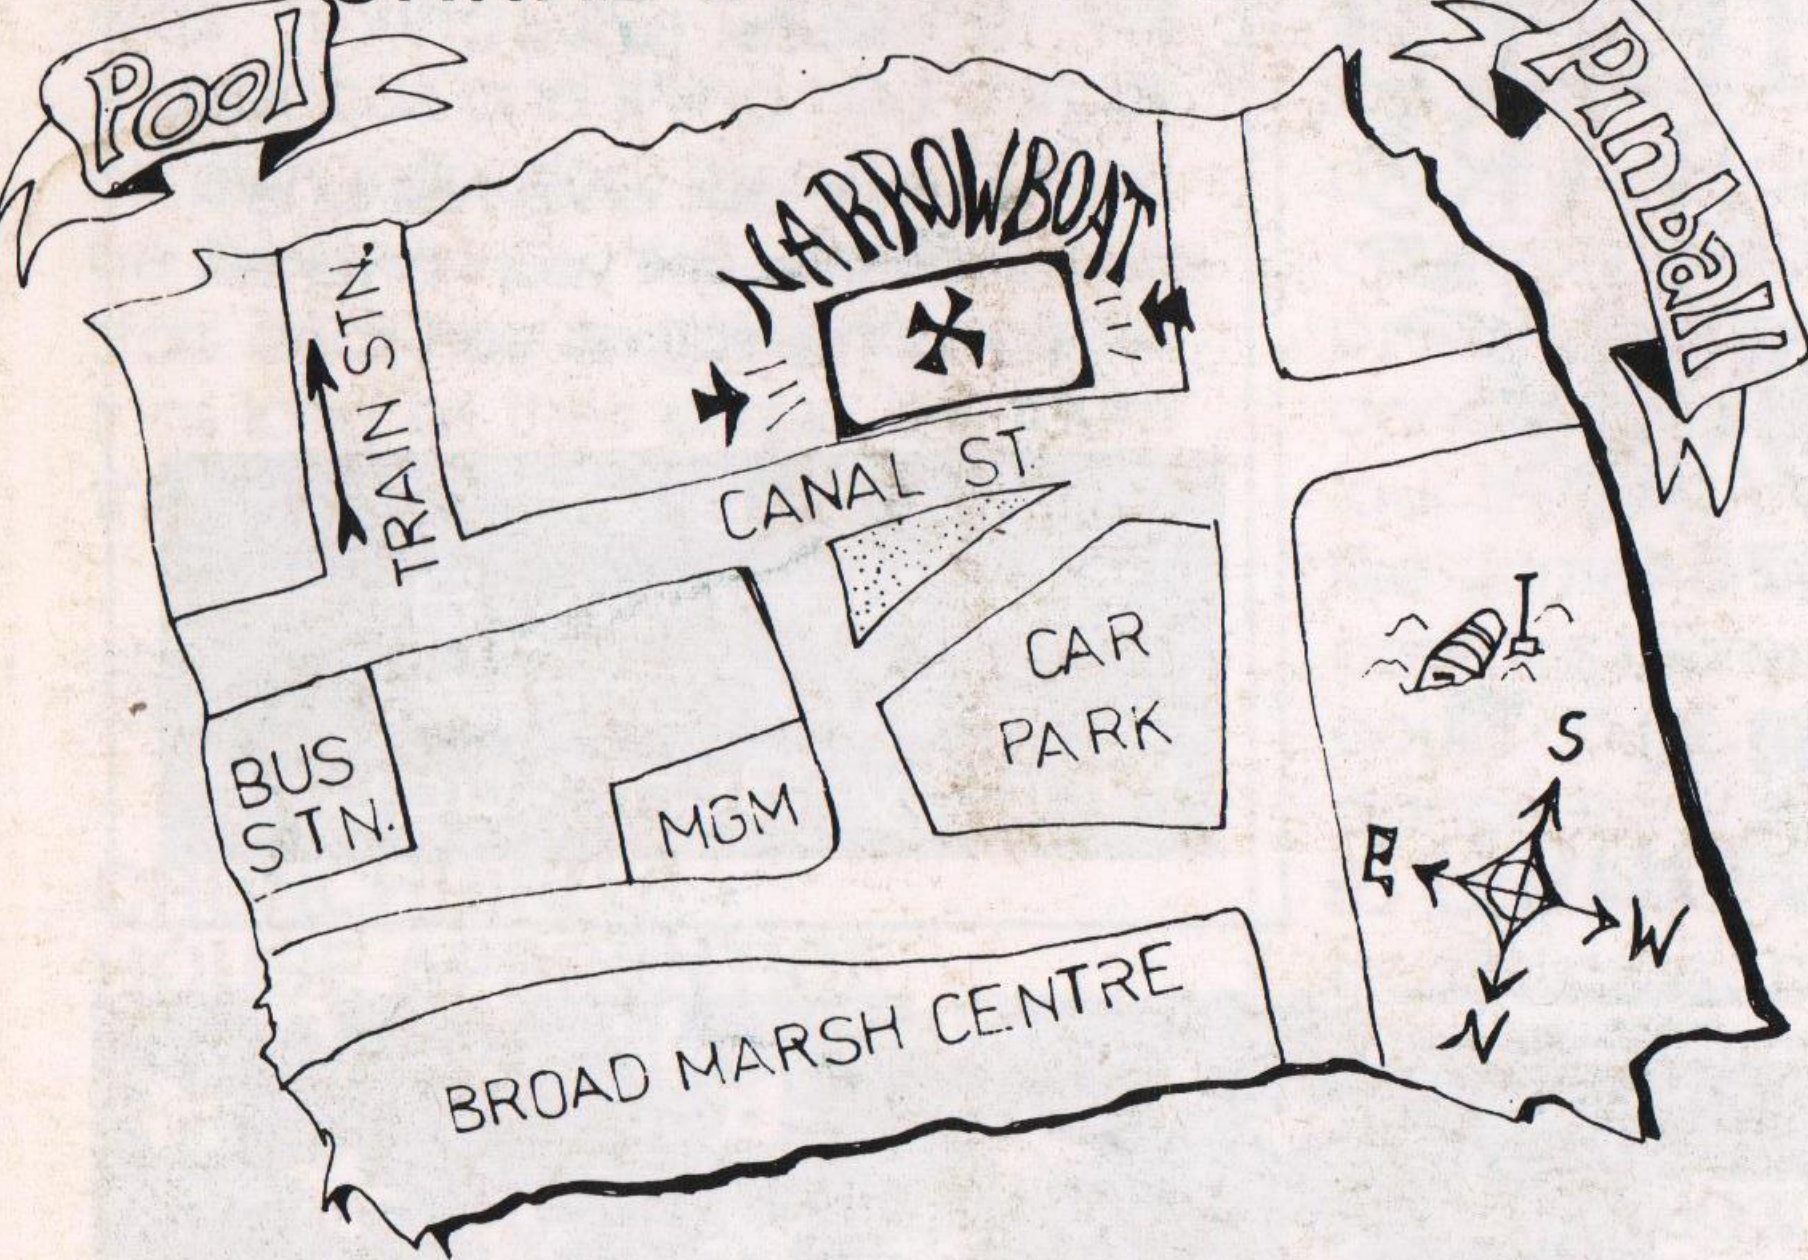 Pool
Pinball
NARROWBOAT
TRAIN STN.
CANAL ST.
CAR
PARK
BUS
STN.
MGM
BROAD MARSH CENTRE
S
E
W
N